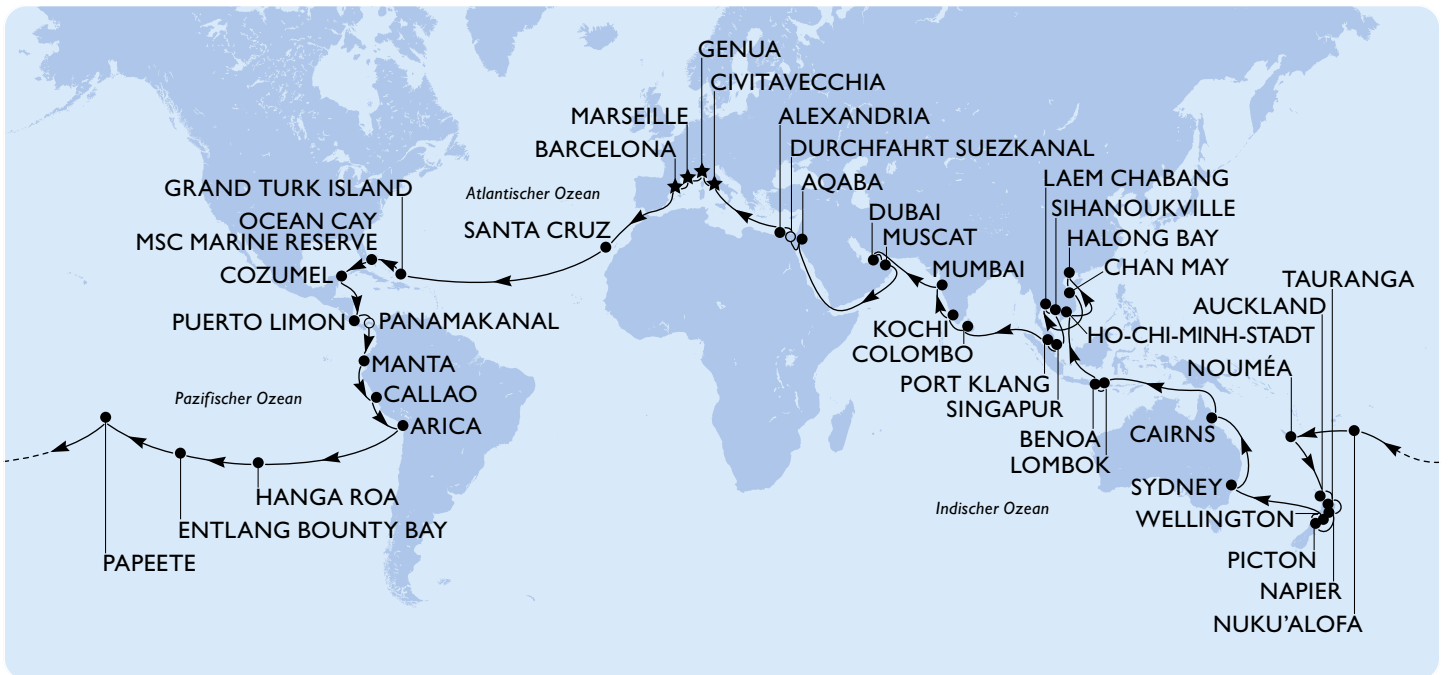 GENUA
CIVITAVECCHIA
MARSEILLE
ALEXANDRIA
BARCELONA
DURCHFAHRT SUEZKANAL
AQABA
LAEM CHABANG
GRAND TURK ISLAND
Atlantischer Ozean
SIHANOUKVILLE
DUBAI
OCEAN CAY
MSC MARINE RESERVE
SANTA CRUZ
MUSCAT
HALONG BAY
COZUMEL
MUMBAI
CHAN MAY
TAURANGA
AUCKLAND
PUERTO LIMON
PANAMAKANAL
KOCHI
HO-CHI-MINH-STADT
COLOMBO
MANTA
NOUMÉA
PORT KLANG
CALLAO
Pazifischer Ozean
SINGAPUR
ARICA
BENOA
CAIRNS
LOMBOK
SYDNEY
HANGA ROA
Indischer Ozean
WELLINGTON
ENTLANG BOUNTY BAY
PAPEETE
PICTON
NAPIER
NUKU'ALOFA